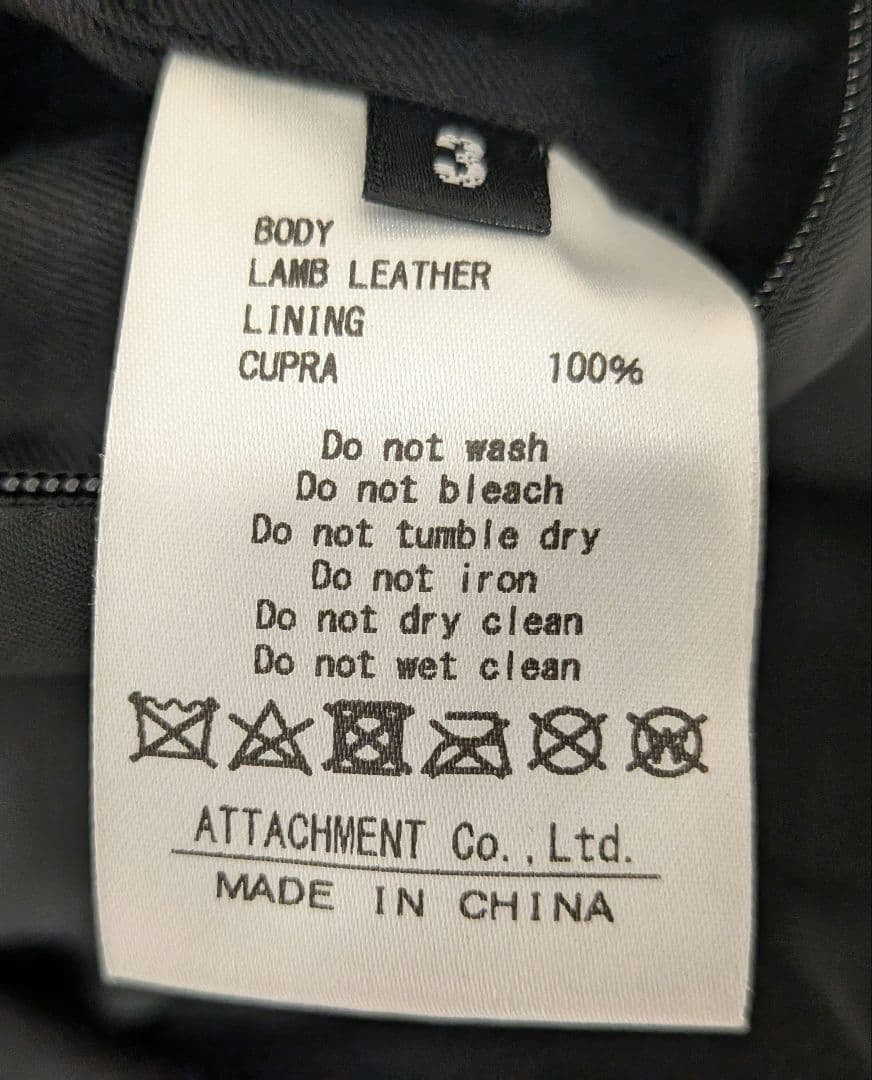 3
BODY
LAMB LEATHER
LINING
CUPRA 100%
Do not wash
Do not bleach
Do not tumble dry
Do not iron
Do not dry clean
Do not wet clean
W
ATTACHMENT Co.,Ltd.
MADE IN CHINA